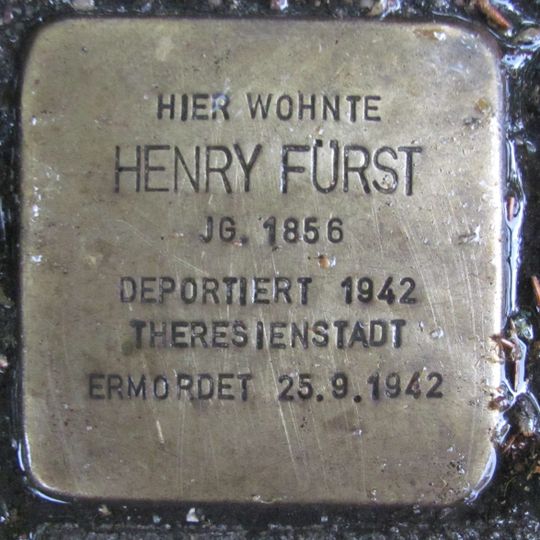 HIER WOHNTE
HENRY FÜRST
JG. 1856
DEPORTIERT 1942
THERESIENSTADT
ERMORDET 25.9.1942